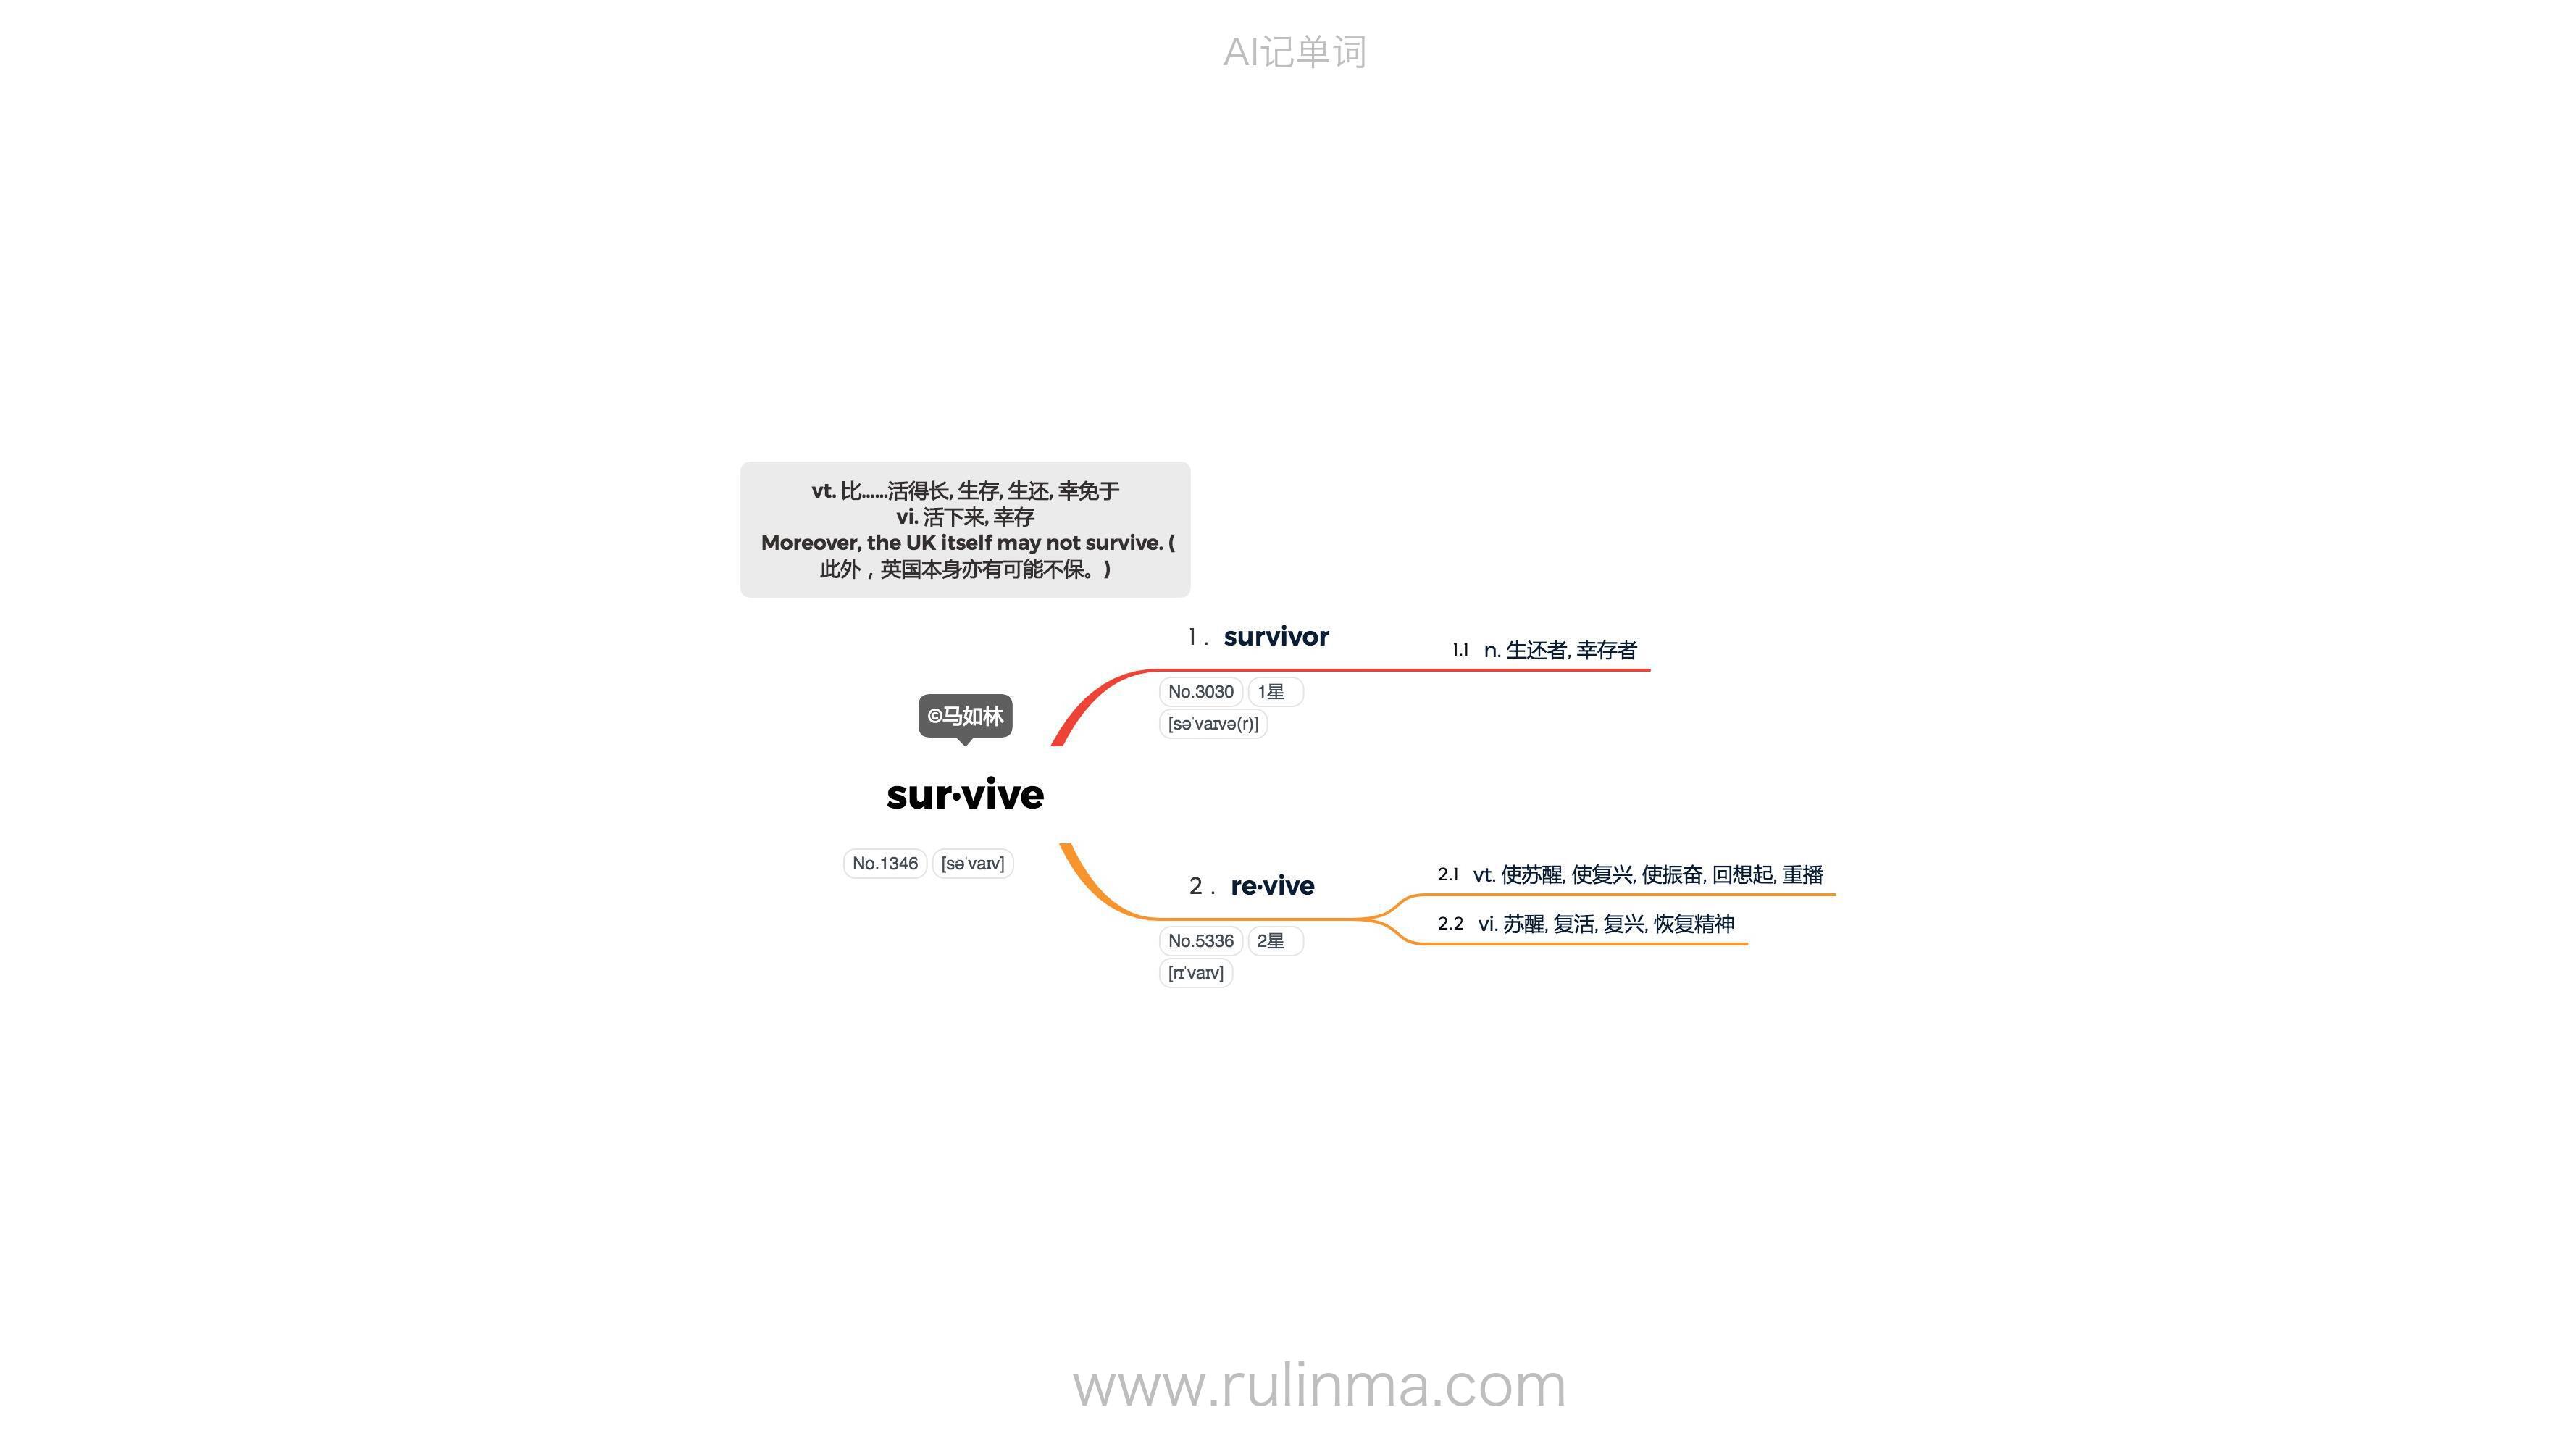 AI记单词
vt. 比......活得长, 生存, 生还, 幸免于
vi. 活下来, 幸存
Moreover, the UK itself may not survive. (
此外，英国本身亦有可能不保。)
1. survivor
1.1 n. 生还者, 幸存者
No.3030 1星
[səˈvaɪvə(r)]
©马如林
sur·vive
No.1346 [səˈvaɪv]
2. re·vive
2.1 vt. 使苏醒, 使复兴, 使振奋, 回想起, 重播
2.2 vi. 苏醒, 复活, 复兴, 恢复精神
No.5336 2星
[rɪˈvaɪv]
www.rulinma.com